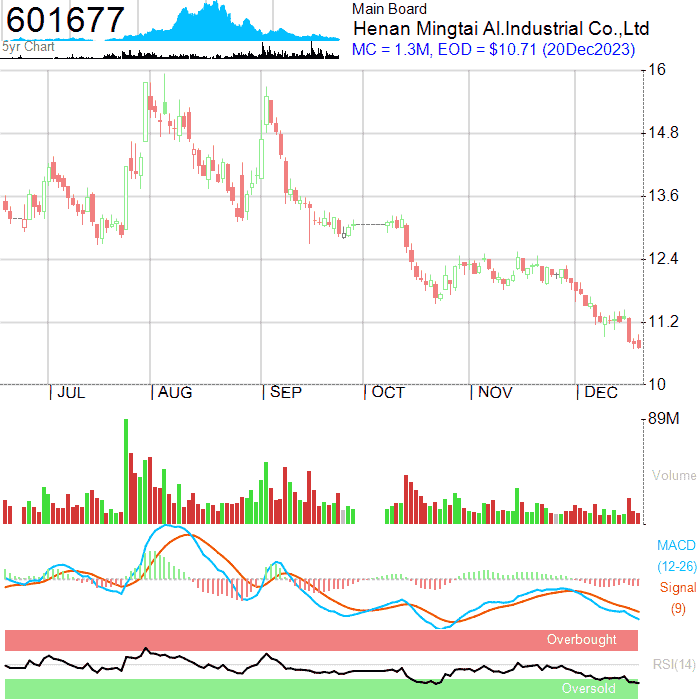 601677
5yr Chart
Main Board
Henan Mingtai Al.Industrial Co.,Ltd
MC = 1.3M, EOD = $10.71 (20Dec2023)
16
14.8
13.6
12.4
11.2
10
JUL
AUG
SEP
OCT
NOV
DEC
89M
Volume
MACD
(12-26)
Signal
(9)
Overbought
RSI(14)
Oversold